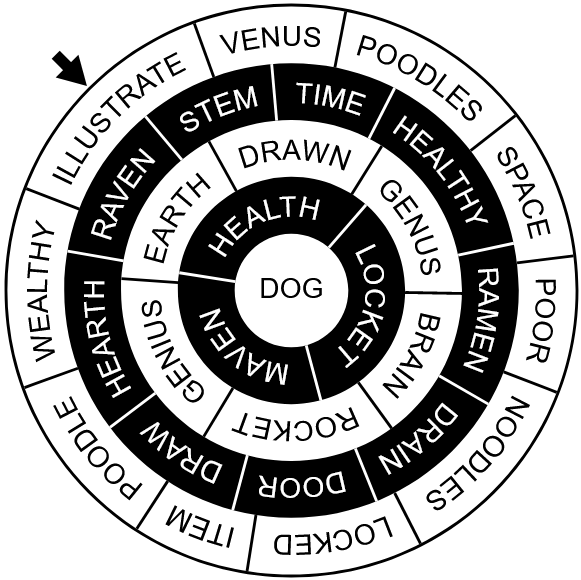 ILLUSTRATE
VENUS
POODLES
SPACE
POOR
NOODLES
LOCKED
ITEM
POODLE
WEALTHY
RAVEN
STEM
TIME
HEALTHY
RAMEN
DRAIN
DOOR
DRAW
HEARTH
EARTH
DRAWN
GENUS
BRAIN
ROCKET
GENIUS
HEALTH
LOCKET
MAVEN
DOG